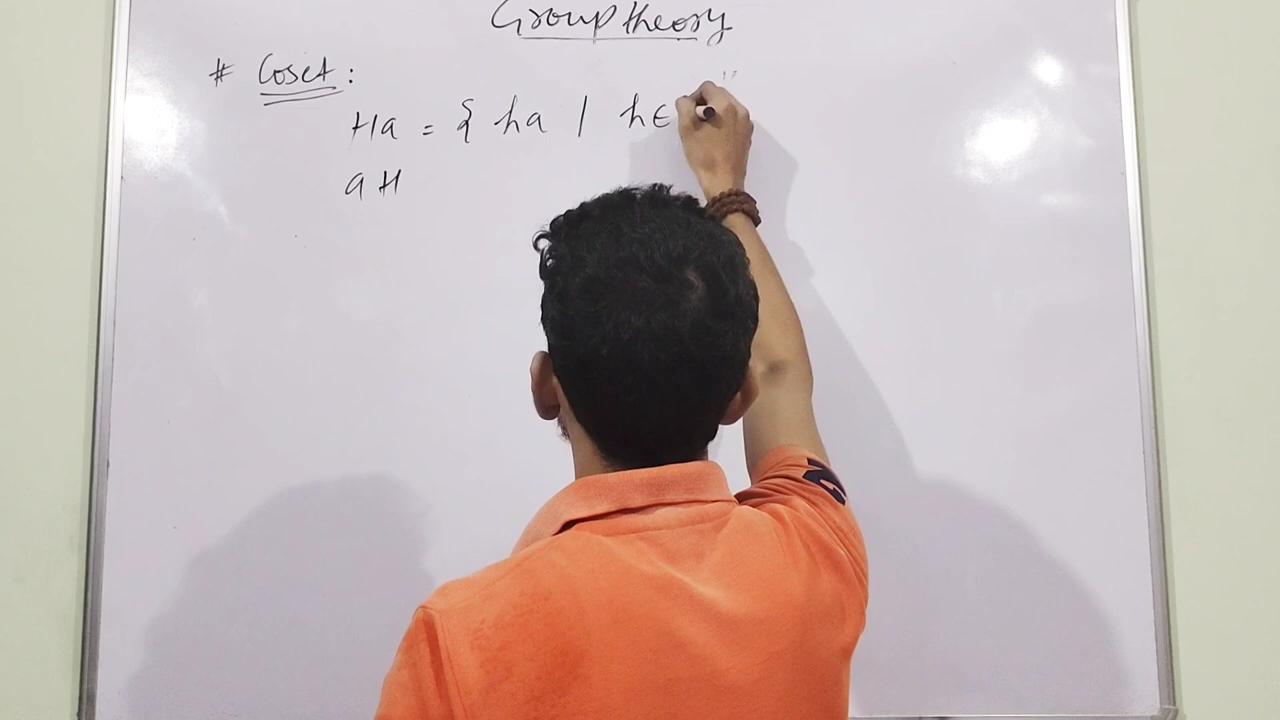 Group theory
# Coset :
Ha = { ha / h ∈
aH